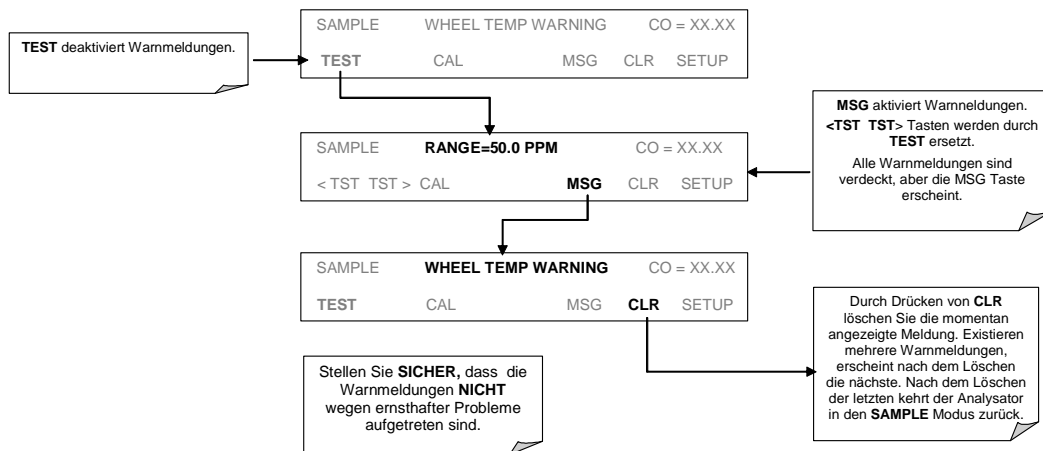 TEST deaktiviert Warnmeldungen.
SAMPLE WHEEL TEMP WARNING CO = XX.XX
TEST CAL MSG CLR SETUP
SAMPLE RANGE=50.0 PPM CO = XX.XX
< TST TST > CAL MSG CLR SETUP
MSG aktiviert Warnneldungen.
<TST TST> Tasten werden durch
TEST ersetzt.
Alle Warnmeldungen sind
verdeckt, aber die MSG Taste
erscheint.
SAMPLE WHEEL TEMP WARNING CO = XX.XX
TEST CAL MSG CLR SETUP
Stellen Sie SICHER, dass die
Warnmeldungen NICHT
wegen ernsthafter Probleme
aufgetreten sind.
Durch Drücken von CLR
löschen Sie die momentan
angezeigte Meldung. Existieren
mehrere Warnmeldungen,
erscheint nach dem Löschen
die nächste. Nach dem Löschen
der letzten kehrt der Analysator
in den SAMPLE Modus zurück.